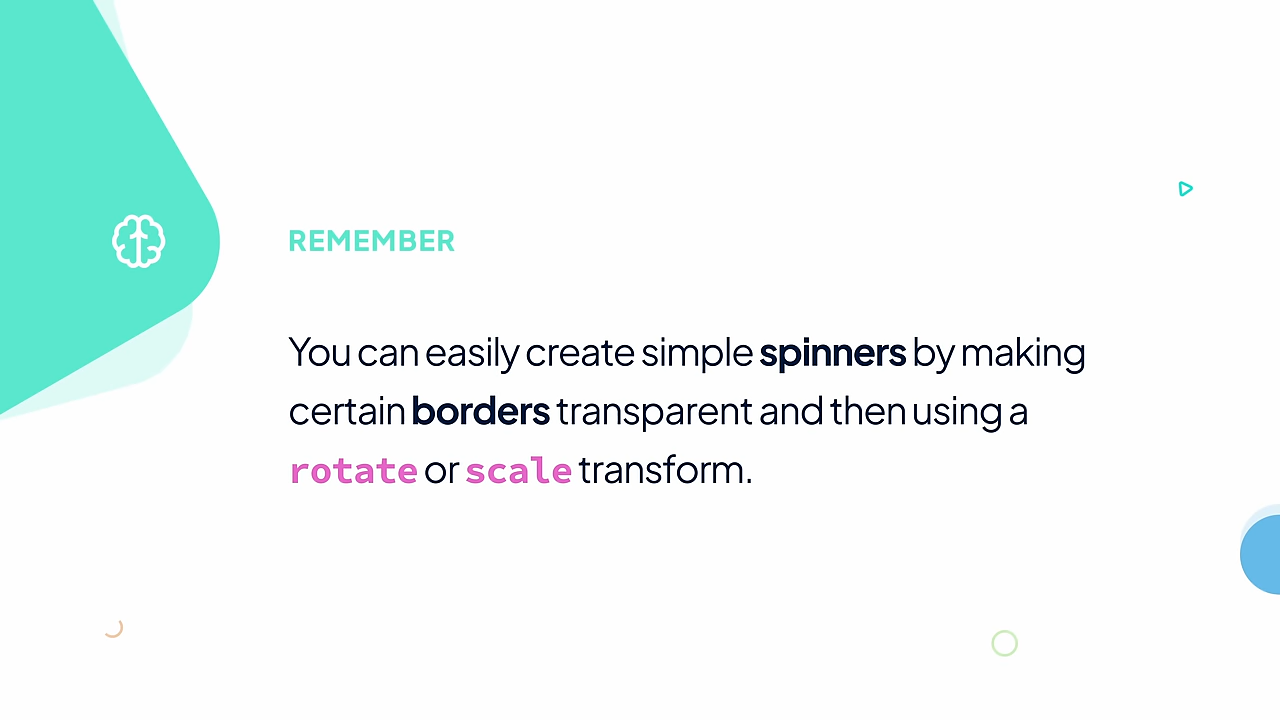 REMEMBER
You can easily create simple spinners by making
certain borders transparent and then using a
rotate or scale transform.